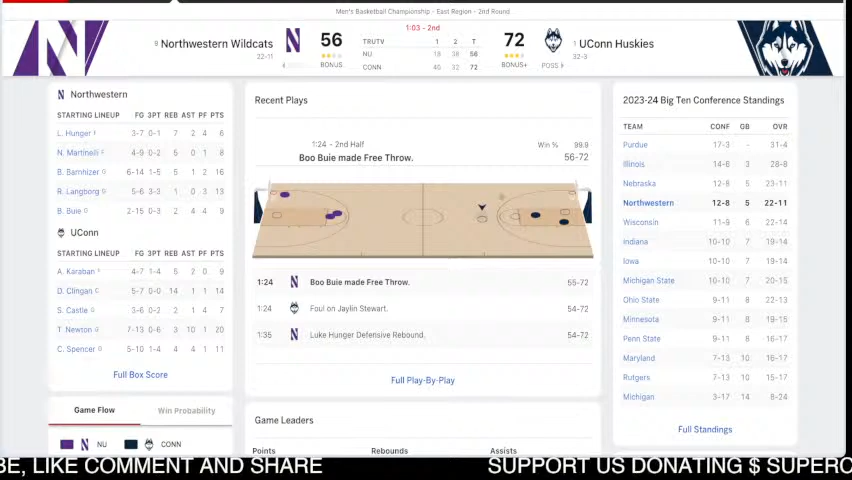 Men's Basketball Championship - East Region - 2nd Round
9 Northwestern Wildcats
22-11
56
BONUS
1:03 - 2nd
TRUTV 1 2 T
NU 18 38 56
CONN 40 32 72
72
BONUS+
POSS
1 UConn Huskies
32-3
Northwestern
STARTING LINEUP FG 3PT REB AST PF PTS
L. Hunger F 3-7 0-1 7 2 4 6
N. Martinelli F 4-9 0-2 5 0 1 8
B. Barnhizer G 6-14 1-5 5 1 2 16
R. Langborg G 5-6 3-3 1 0 3 13
B. Buie G 2-15 0-3 2 4 4 9
UConn
STARTING LINEUP FG 3PT REB AST PF PTS
A. Karaban F 4-7 1-4 5 2 0 9
D. Clingan C 5-7 0-0 14 1 1 14
S. Castle G 3-6 0-2 2 1 4 7
T. Newton G 7-13 0-6 3 10 1 20
C. Spencer G 5-10 1-4 4 4 1 11
Full Box Score
Game Flow
Win Probability
NU
CONN
Recent Plays
1:24 - 2nd Half
Boo Buie made Free Throw.
Win % 99.9
56-72
1:24 Boo Buie made Free Throw. 55-72
1:24 Foul on Jaylin Stewart. 54-72
1:35 Luke Hunger Defensive Rebound. 54-72
Full Play-By-Play
Game Leaders
Points Rebounds Assists
2023-24 Big Ten Conference Standings
TEAM CONF GB OVR
Purdue 17-3 - 31-4
Illinois 14-6 3 28-8
Nebraska 12-8 5 23-11
Northwestern 12-8 5 22-11
Wisconsin 11-9 6 22-14
Indiana 10-10 7 19-14
Iowa 10-10 7 19-14
Michigan State 10-10 7 20-15
Ohio State 9-11 8 22-13
Minnesota 9-11 8 19-15
Penn State 9-11 8 16-17
Maryland 7-13 10 16-17
Rutgers 7-13 10 15-17
Michigan 3-17 14 8-24
Full Standings
BE, LIKE COMMENT AND SHARE
SUPPORT US DONATING $ SUPERC